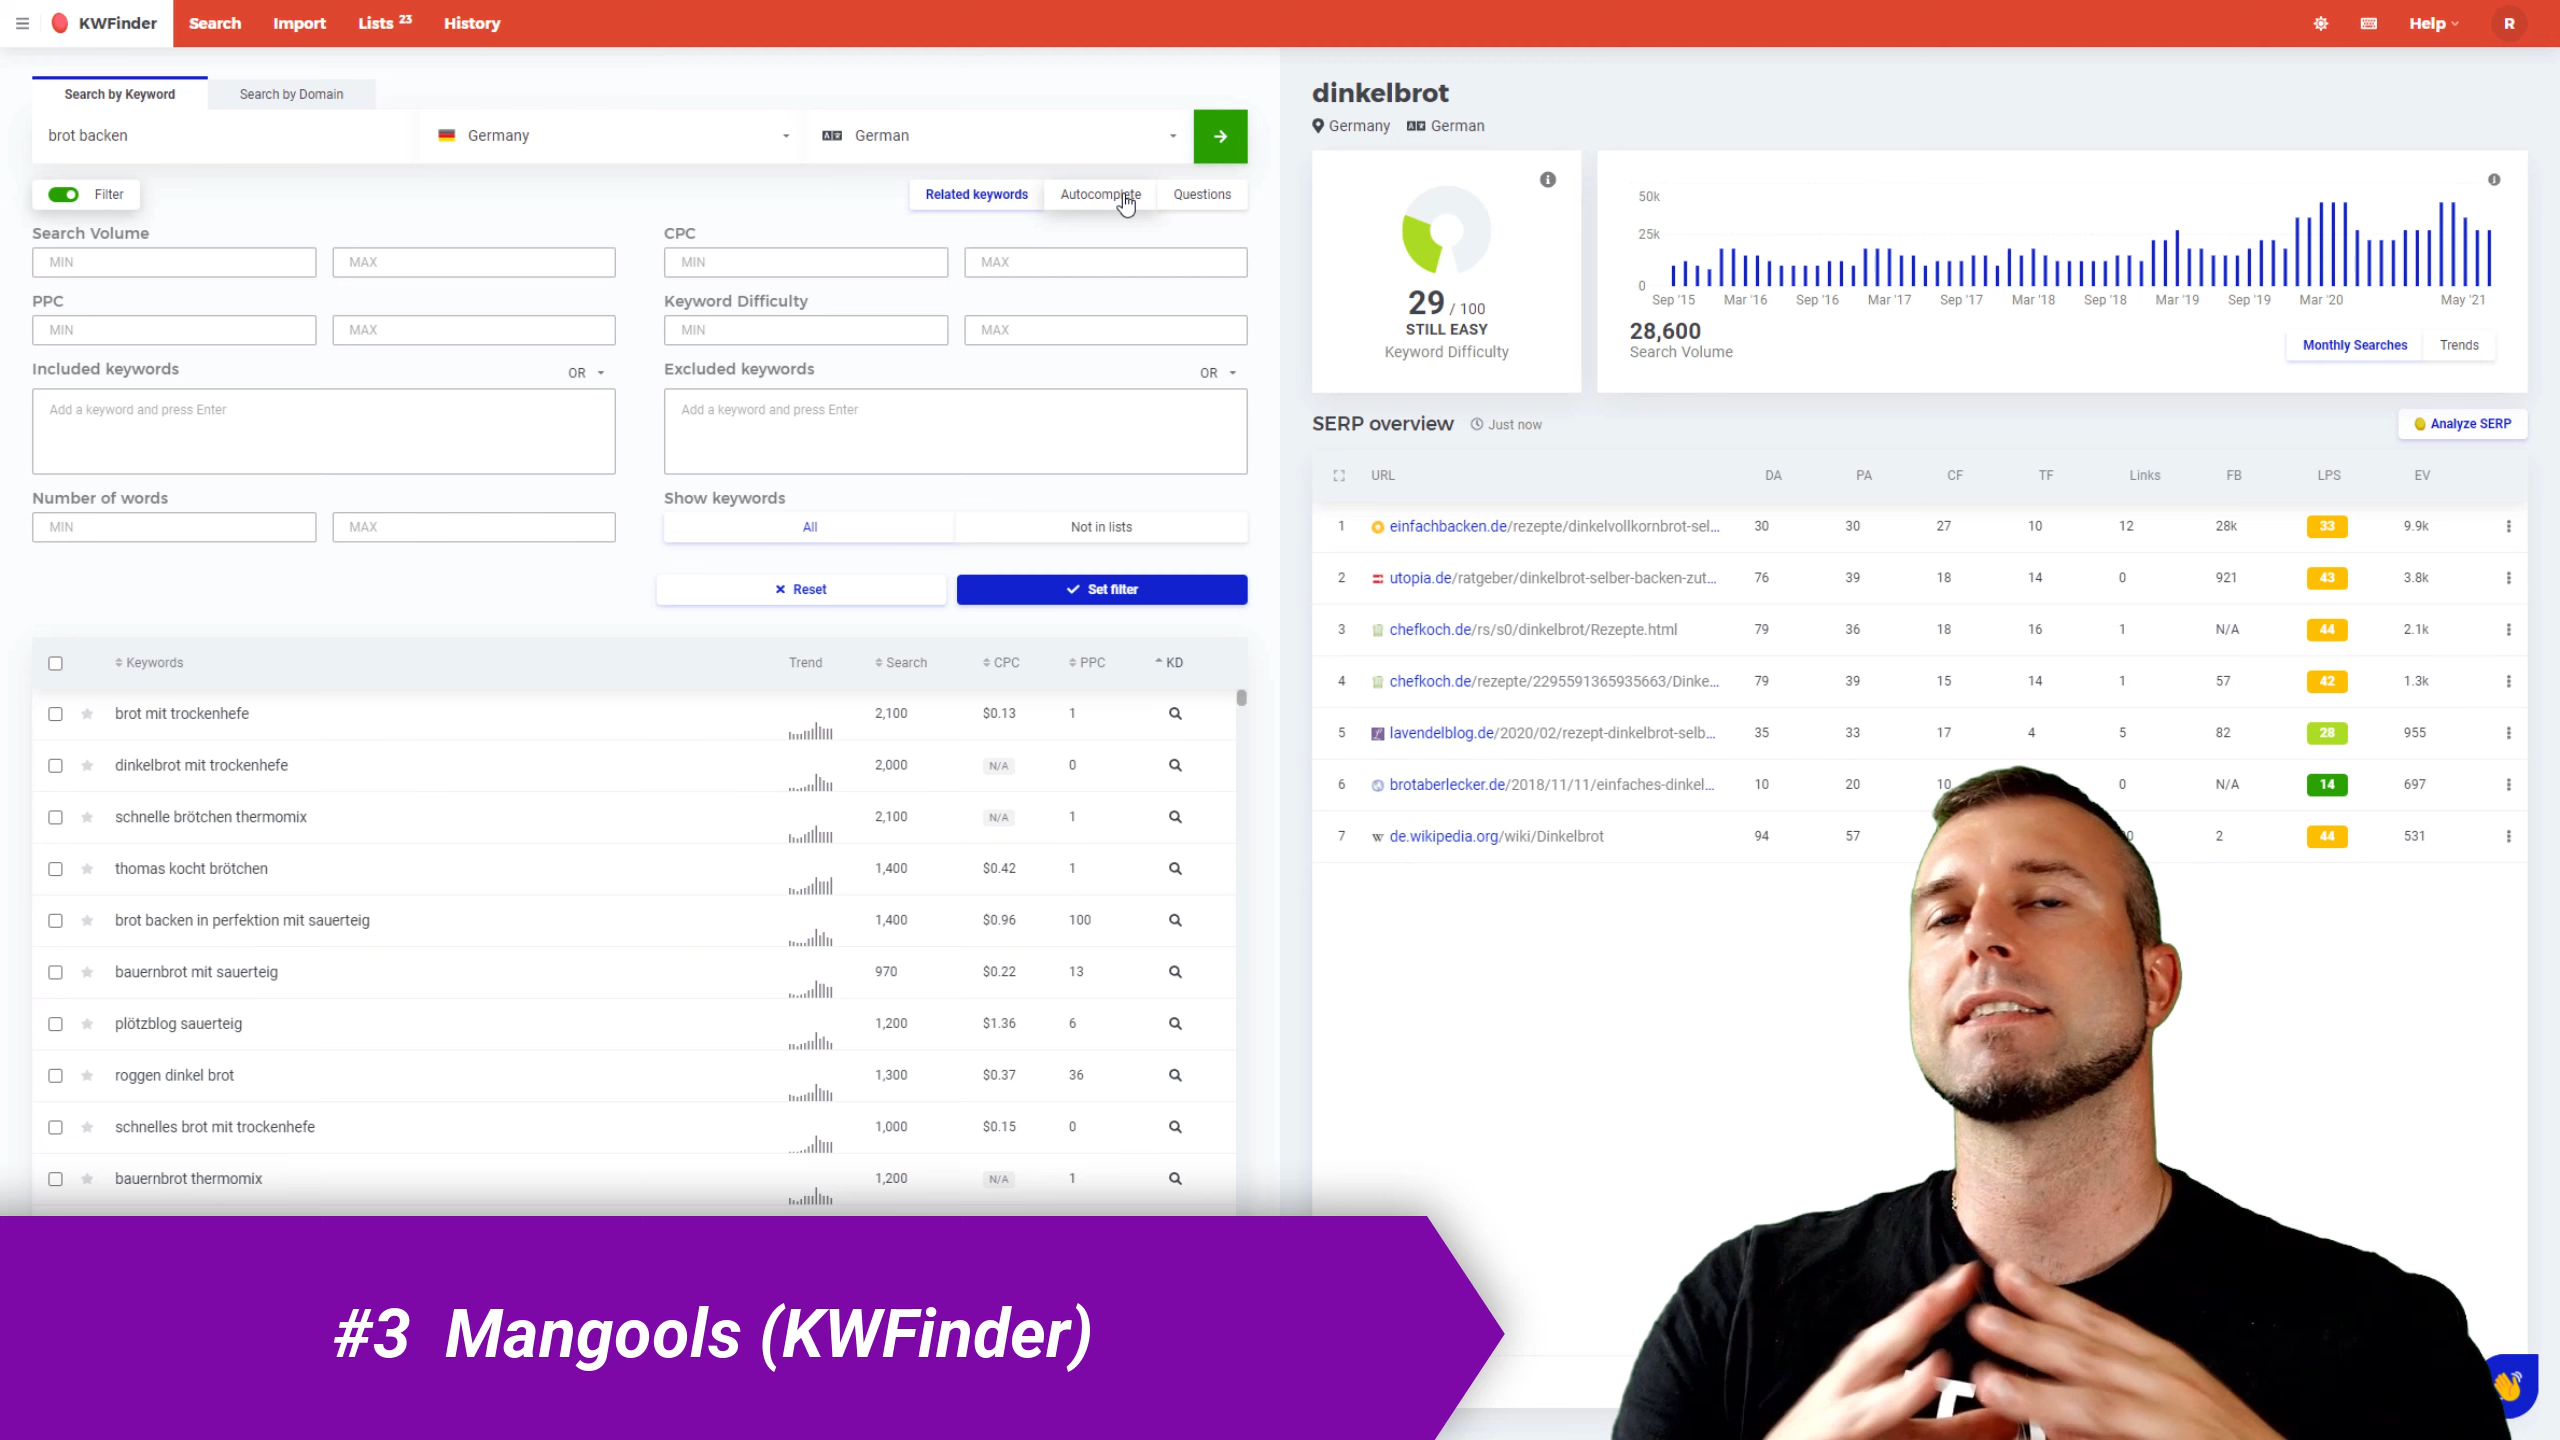 KWFinder Search Import Lists 23 History Help R
Search by Keyword Search by Domain
brot backen Germany German
Filter Related keywords Autocomplete Questions
Search Volume CPC
MIN MAX MIN MAX
PPC Keyword Difficulty
MIN MAX MIN MAX
Included keywords OR Excluded keywords OR
Add a keyword and press Enter Add a keyword and press Enter
Number of words Show keywords
MIN MAX All Not in lists
Reset Set filter
Keywords Trend Search CPC PPC KD
brot mit trockenhefe 2,100 $0.13 1
dinkelbrot mit trockenhefe 2,000 N/A 0
schnelle brötchen thermomix 2,100 N/A 1
thomas kocht brötchen 1,400 $0.42 1
brot backen in perfektion mit sauerteig 1,400 $0.96 100
bauernbrot mit sauerteig 970 $0.22 13
plötzblog sauerteig 1,200 $1.36 6
roggen dinkel brot 1,300 $0.37 36
schnelles brot mit trockenhefe 1,000 $0.15 0
bauernbrot thermomix 1,200 N/A 1
dinkelbrot
Germany German
29 / 100
STILL EASY
Keyword Difficulty
50k
25k
0
Sep '15 Mar '16 Sep '16 Mar '17 Sep '17 Mar '18 Sep '18 Mar '19 Sep '19 Mar '20 May '21
28,600
Search Volume
Monthly Searches Trends
SERP overview Just now Analyze SERP
URL DA PA CF TF Links FB LPS EV
1 einfachbacken.de/rezepte/dinkelvollkornbrot-sel... 30 30 27 10 12 28k 33 9.9k
2 utopia.de/ratgeber/dinkelbrot-selber-backen-zut... 76 39 18 14 0 921 43 3.8k
3 chefkoch.de/rs/s0/dinkelbrot/Rezepte.html 79 36 18 16 1 N/A 44 2.1k
4 chefkoch.de/rezepte/2295591365935663/Dinke... 79 39 15 14 1 57 42 1.3k
5 lavendelblog.de/2020/02/rezept-dinkelbrot-selb... 35 33 17 4 5 82 28 955
6 brotaberlecker.de/2018/11/11/einfaches-dinkel... 10 20 10 0 N/A 14 697
7 W de.wikipedia.org/wiki/Dinkelbrot 94 57 2 44 531
#3 Mangools (KWFinder)